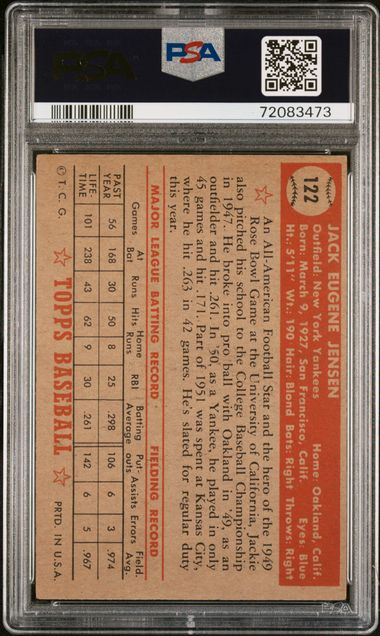 PSA
PSA
72083473
122
JACK EUGENE JENSEN
Outfield: New York Yankees Home: Oakland, Calif.
Born: March 9, 1927, San Francisco, Calif. Eyes: Blue
Ht.: 5'11" Wt.: 190 Hair: Blond Bats: Right Throws: Right
An All-American Football Star and the hero of the 1949
Rose Bowl Game at the University of California, Jackie
also pitched his school to the College Baseball Championship
in 1947. He broke into pro ball with Oakland in '49, as an
outfielder and hit .261. In '50, as a Yankee, he played in only
45 games and hit .171. Part of 1951 was spent at Kansas City,
where he hit .263 in 42 games. He's slated for regular duty
this year.
MAJOR LEAGUE BATTING RECORD FIELDING RECORD
Games At Bat Runs Hits Home Runs RBI Batting Average Put-outs Assists Errors Field. Avg.
PAST YEAR 56 168 30 50 8 25 .298 106 6 3 .974
LIFE-TIME 101 238 43 62 9 30 .261 142 6 5 .967
© T. C. G. TOPPS BASEBALL PRTD. IN U.S.A.